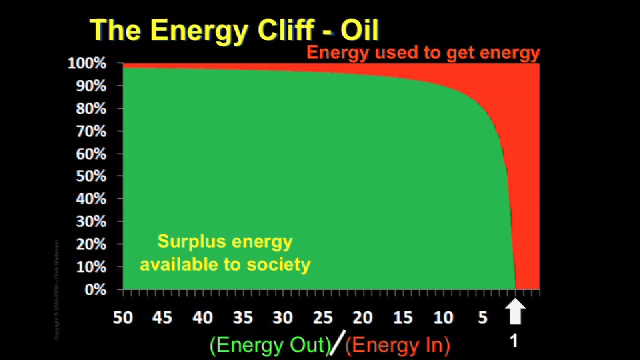 The Energy Cliff - Oil
Energy used to get energy
100%
90%
80%
70%
60%
50%
40%
30%
20%
10%
0%
Surplus energy
available to society
50 45 40 35 30 25 20 15 10 5
1
(Energy Out)/(Energy In)